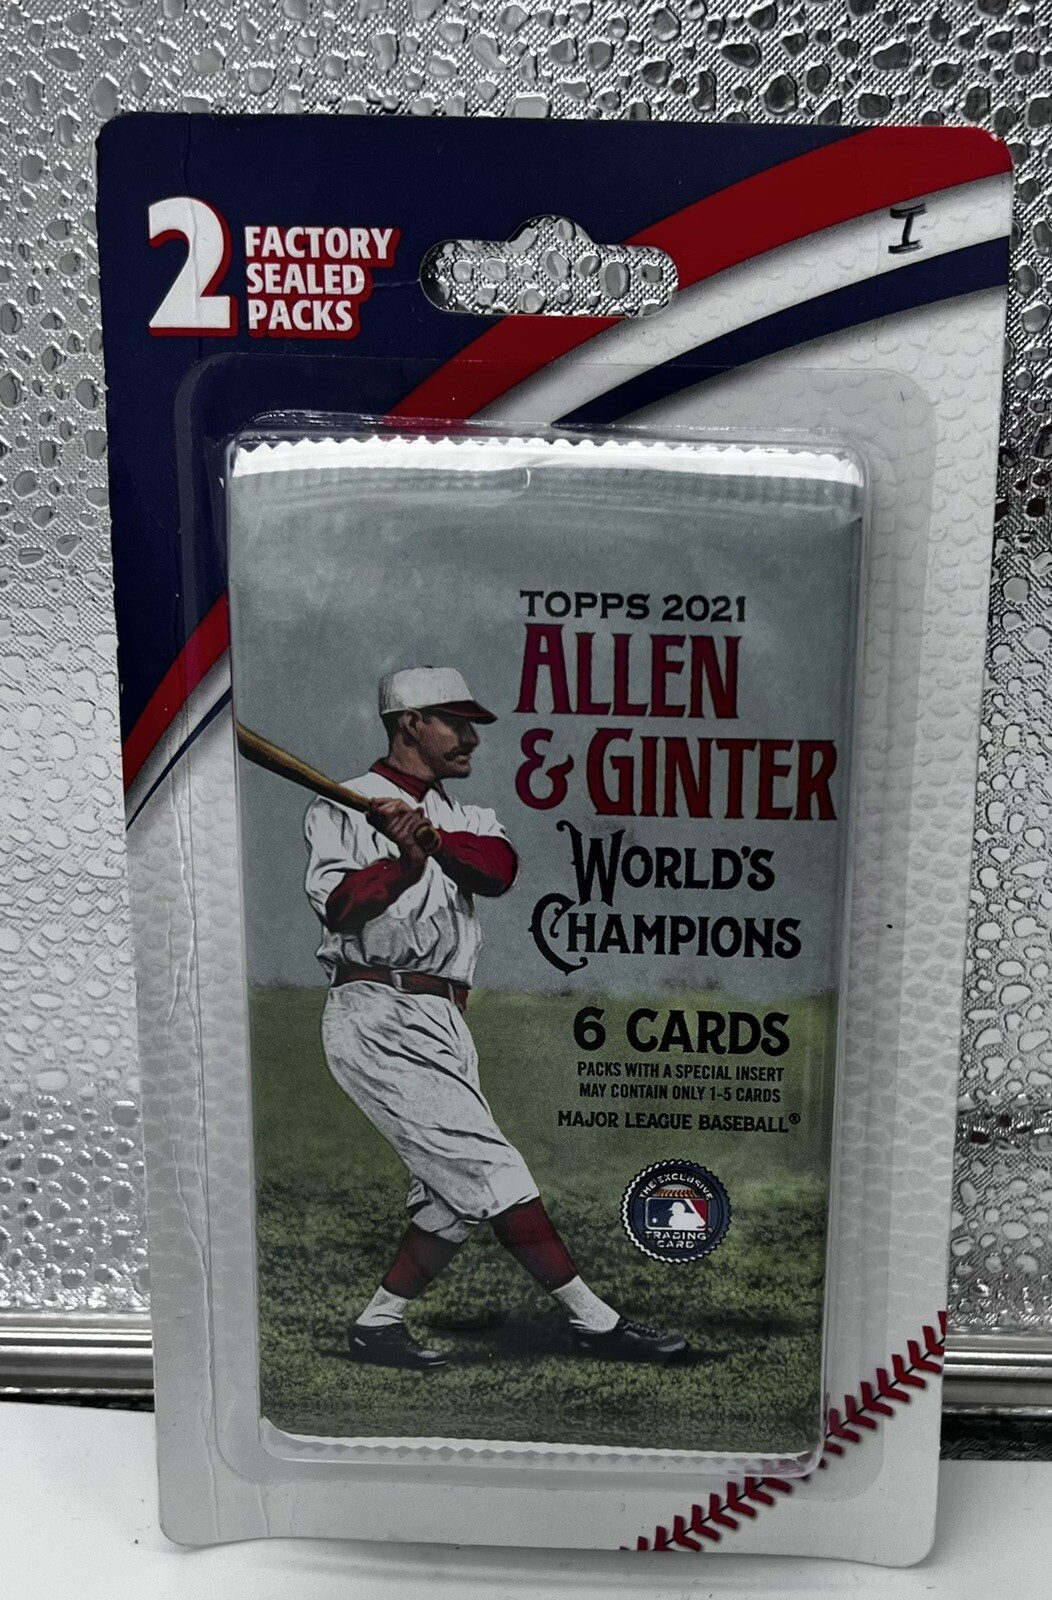 2 FACTORY
SEALED
PACKS
I
TOPPS 2021
ALLEN
& GINTER
WORLD'S
CHAMPIONS
6 CARDS
PACKS WITH A SPECIAL INSERT
MAY CONTAIN ONLY 1-5 CARDS
MAJOR LEAGUE BASEBALL®
THE EXCLUSIVE
TRADING
CARD